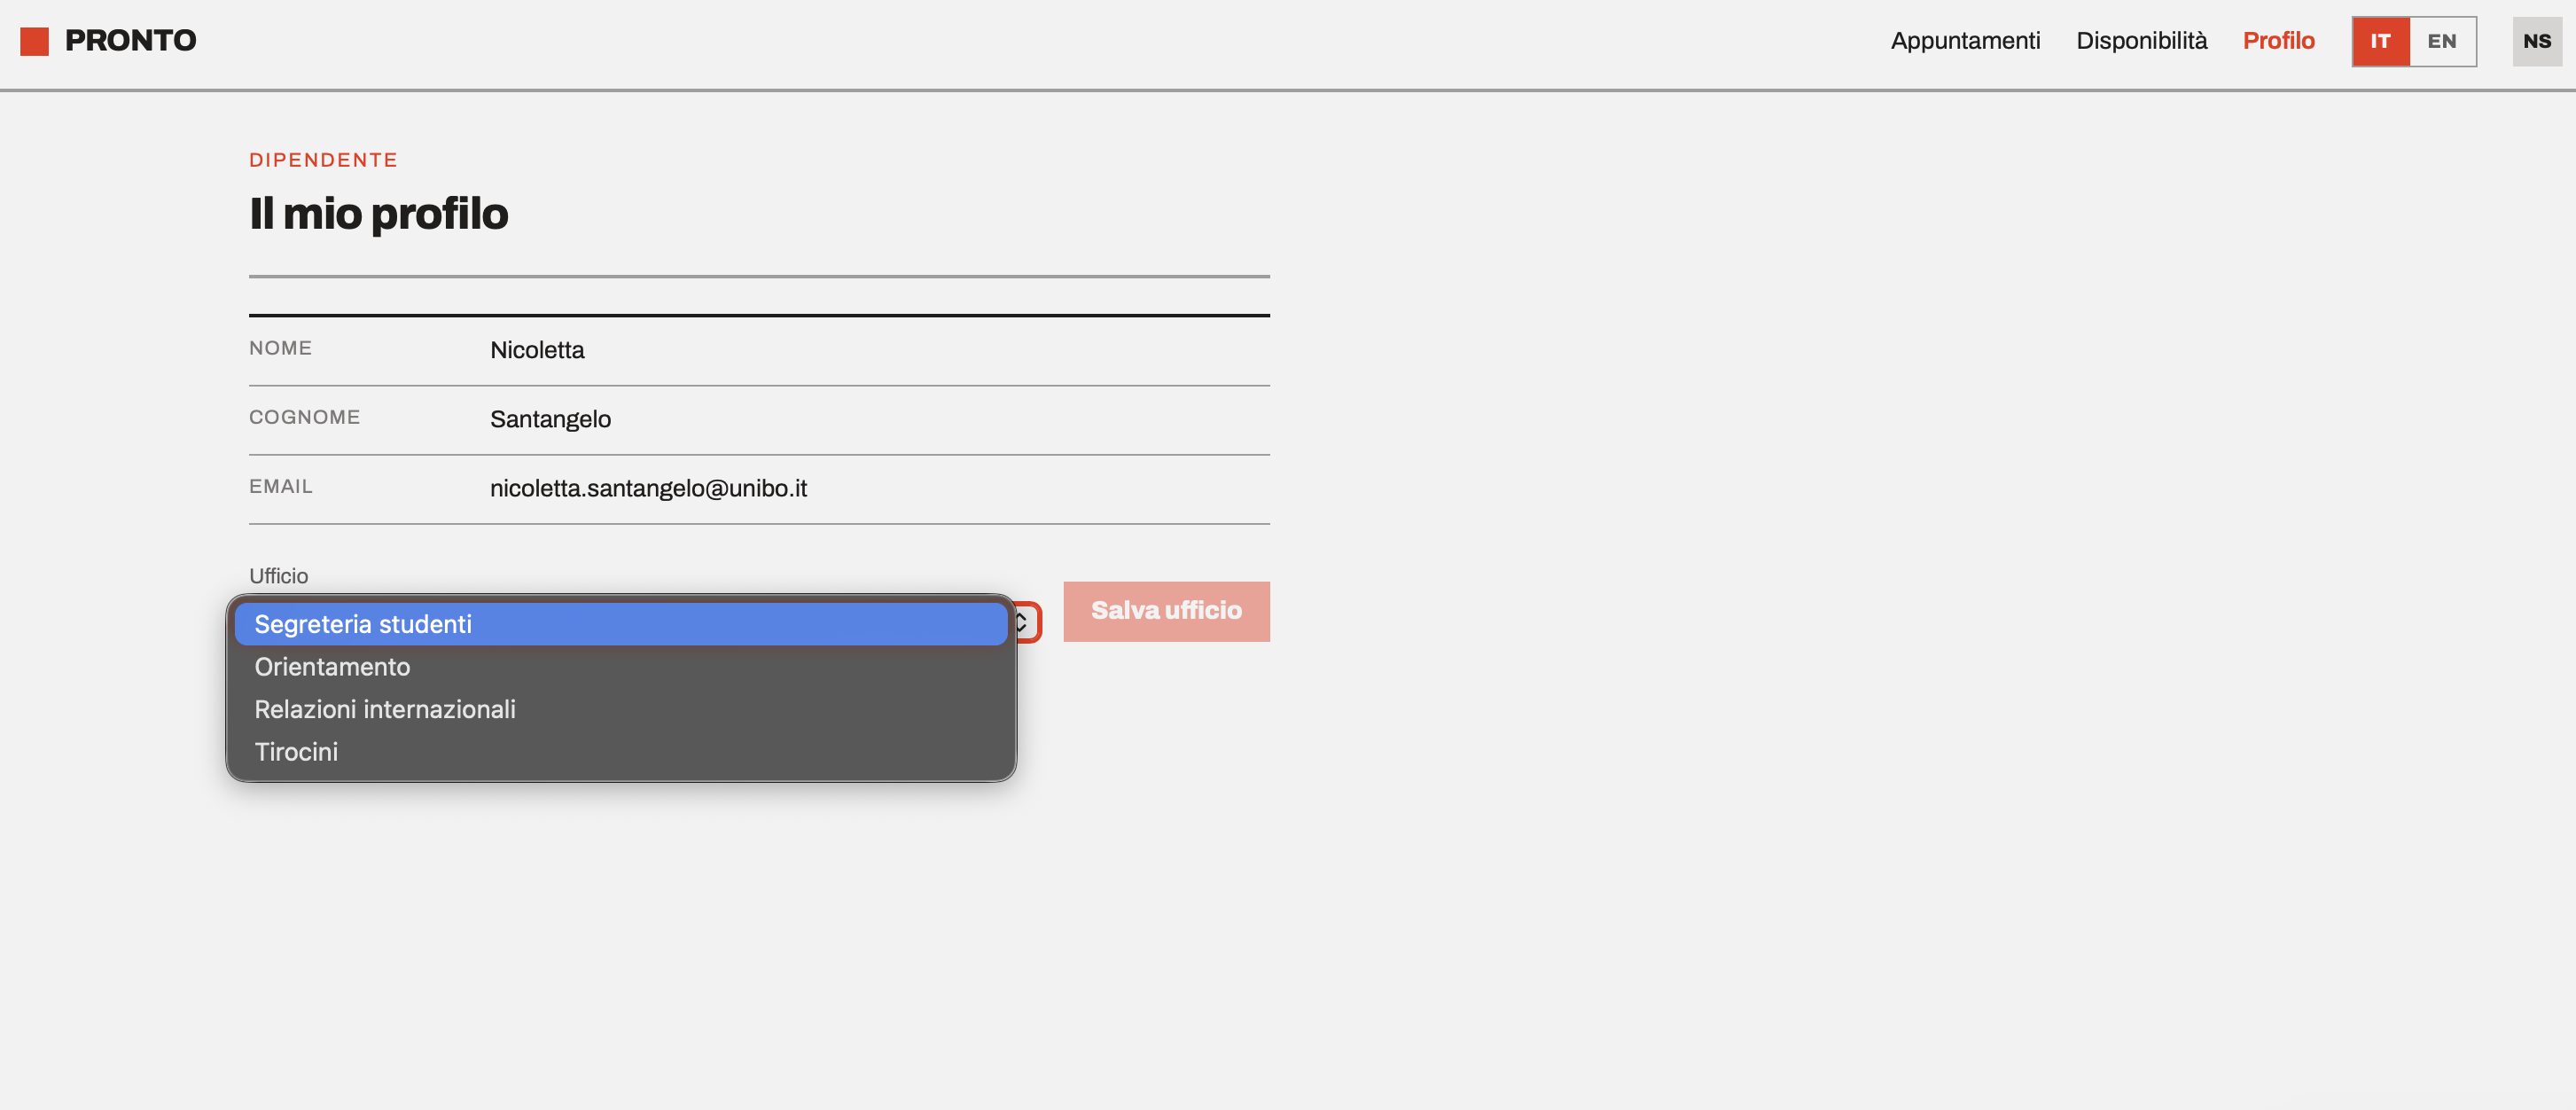 PRONTO
Appuntamenti Disponibilità Profilo IT EN NS
DIPENDENTE
Il mio profilo
NOME Nicoletta
COGNOME Santangelo
EMAIL nicoletta.santangelo@unibo.it
Ufficio
Segreteria studenti
Salva ufficio
Orientamento
Relazioni internazionali
Tirocini